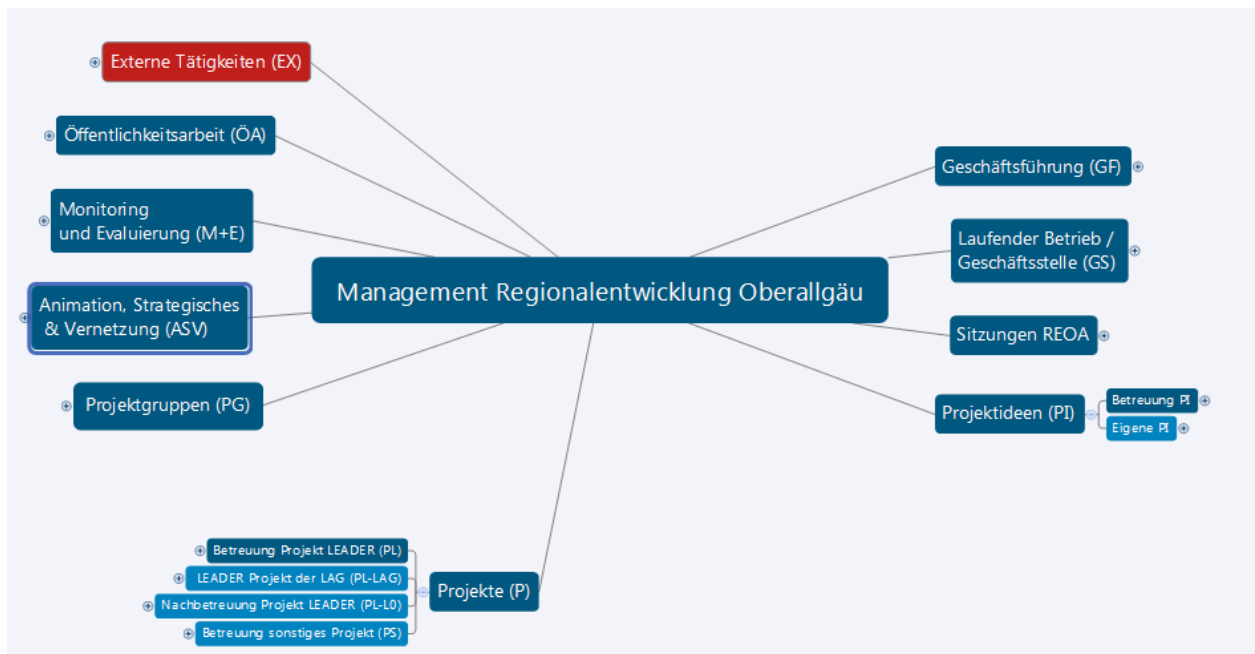 Externe Tätigkeiten (EX)
Öffentlichkeitsarbeit (ÖA)
Monitoring
und Evaluierung (M+E)
Animation, Strategisches
& Vernetzung (ASV)
Projektgruppen (PG)
Management Regionalentwicklung Oberallgäu
Geschäftsführung (GF)
Laufender Betrieb /
Geschäftsstelle (GS)
Sitzungen REOA
Projektideen (PI)
Betreuung PI
Eigene PI
Betreuung Projekt LEADER (PL)
LEADER Projekt der LAG (PL-LAG)
Nachbetreuung Projekt LEADER (PL-L0)
Betreuung sonstiges Projekt (PS)
Projekte (P)